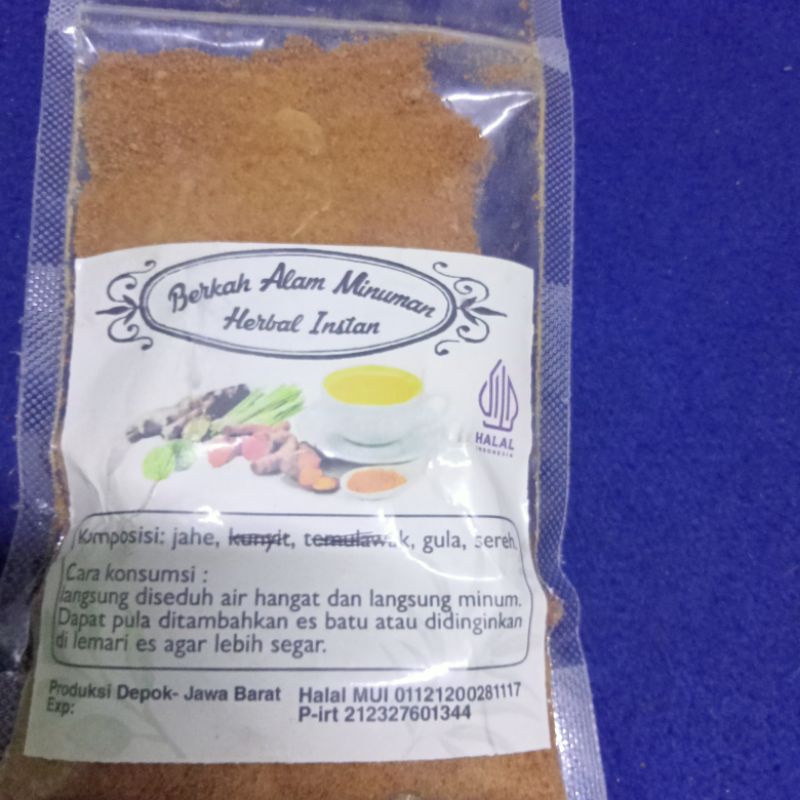 Berkah Alam Minuman
Herbal Instan
HALAL
INDONESIA
Komposisi: jahe, kunyit, temulawak, gula, sereh.
Cara konsumsi :
langsung diseduh air hangat dan langsung minum.
Dapat pula ditambahkan es batu atau didinginkan
di lemari es agar lebih segar.
Produksi Depok- Jawa Barat
Exp:
Halal MUI 01121200281117
P-irt 212327601344